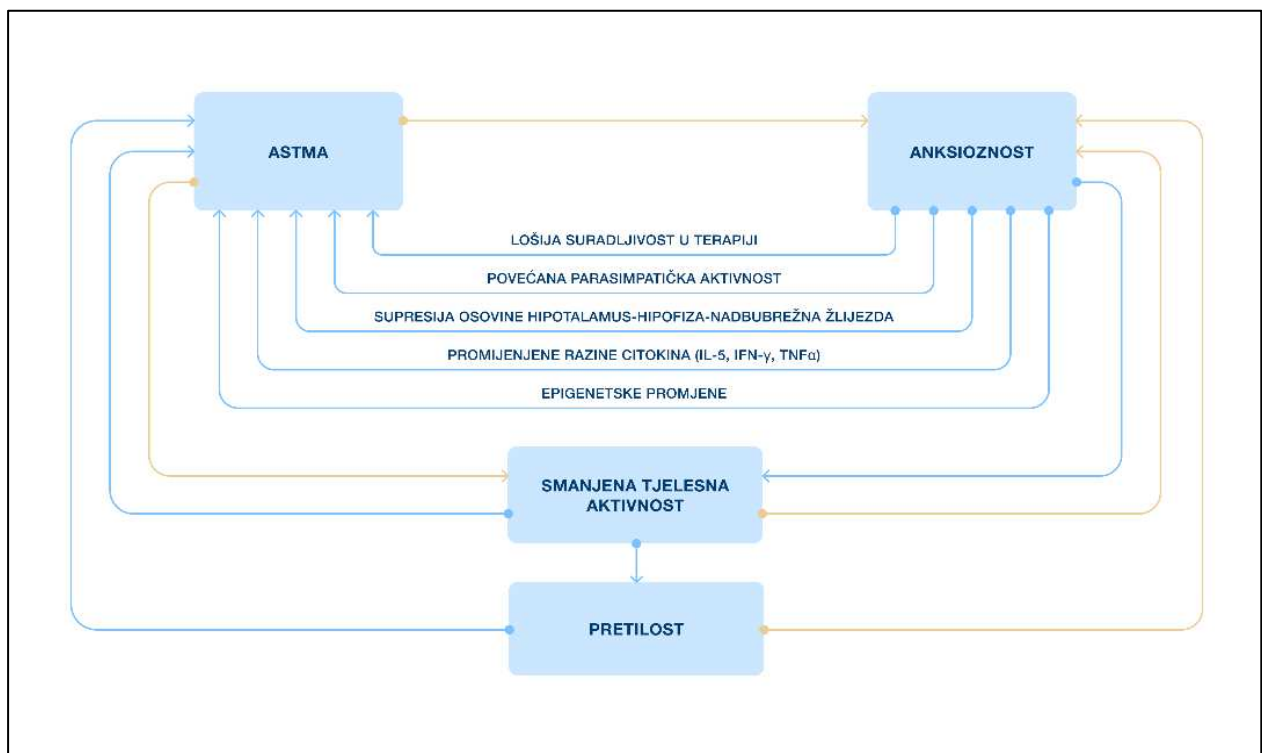 ASTMA
ANKSIOZNOST
LOŠIJA SURADLJIVOST U TERAPIJI
POVEĆANA PARASIMPATIČKA AKTIVNOST
SUPRESIJA OSOVINE HIPOTALAMUS-HIPOFIZA-NADBUBREŽNA ŽLIJEZDA
PROMIJENJENE RAZINE CITOKINA (IL-5, IFN-γ, TNFα)
EPIGENETSKE PROMJENE
SMANJENA TJELESNA
AKTIVNOST
PRETILOST